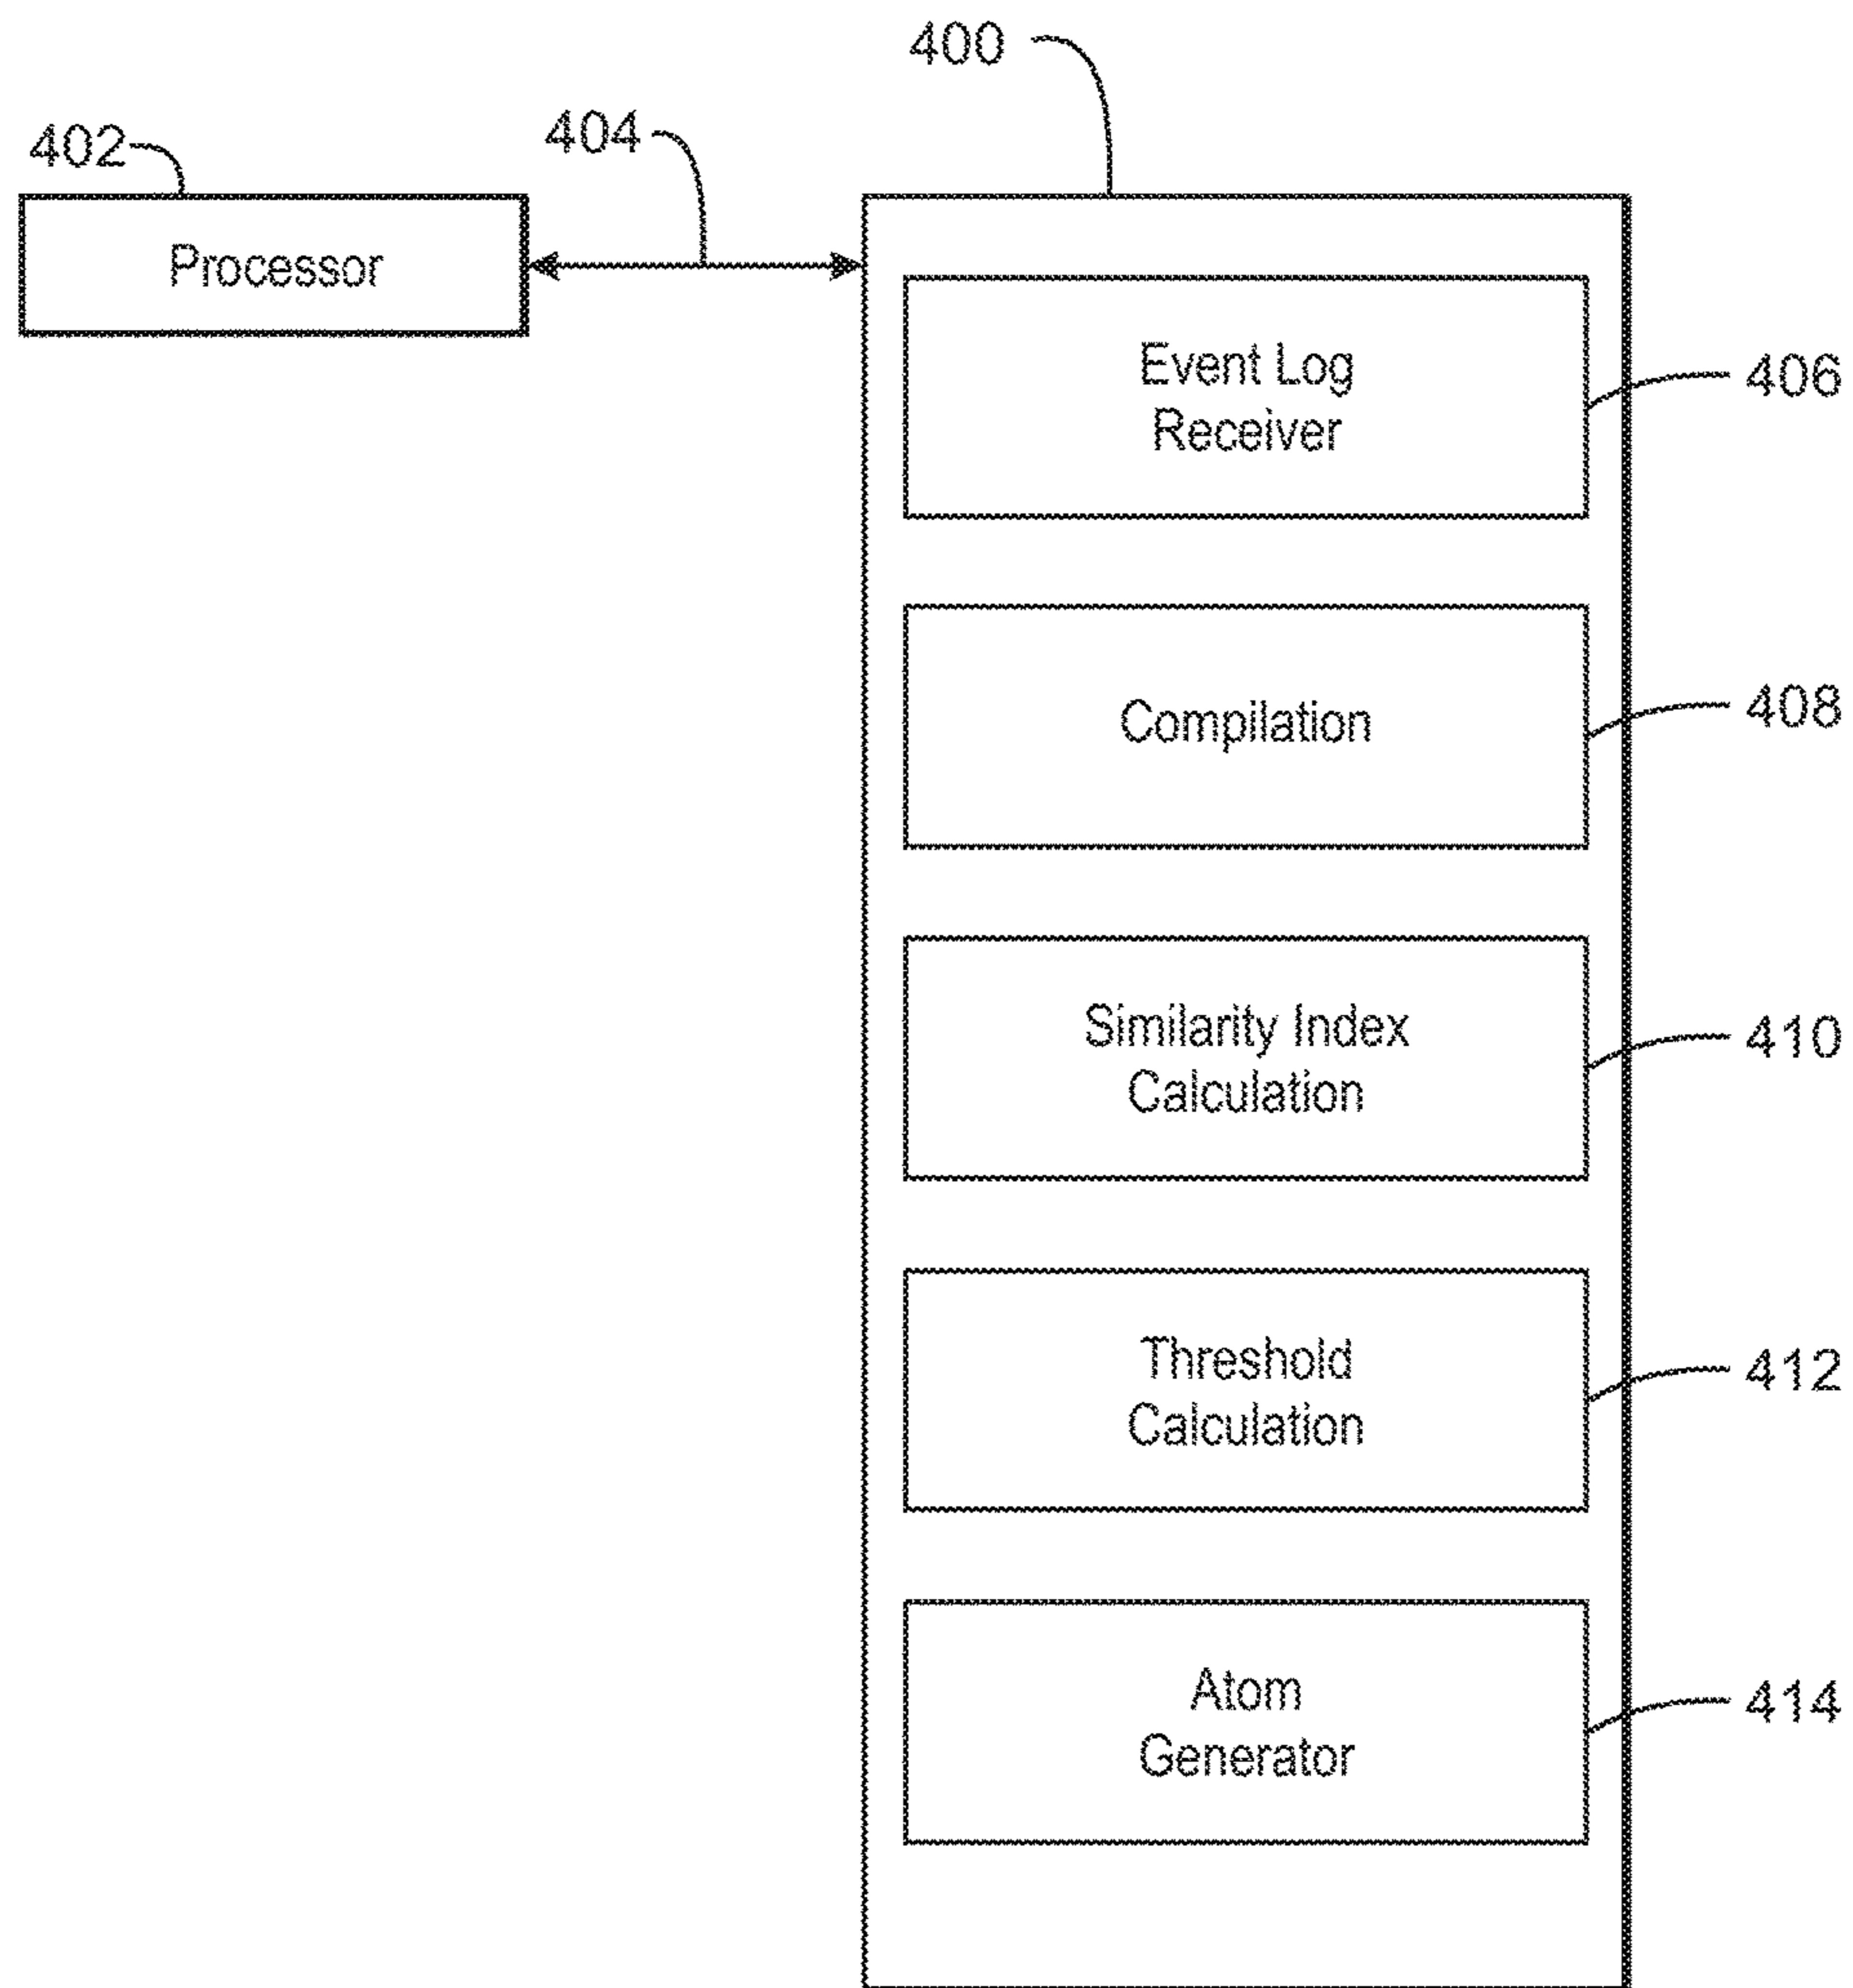 400
402
404
Processor
Event Log
Receiver
406
Compilation
408
Similarity Index
Calculation
410
Threshold
Calculation
412
Atom
Generator
414